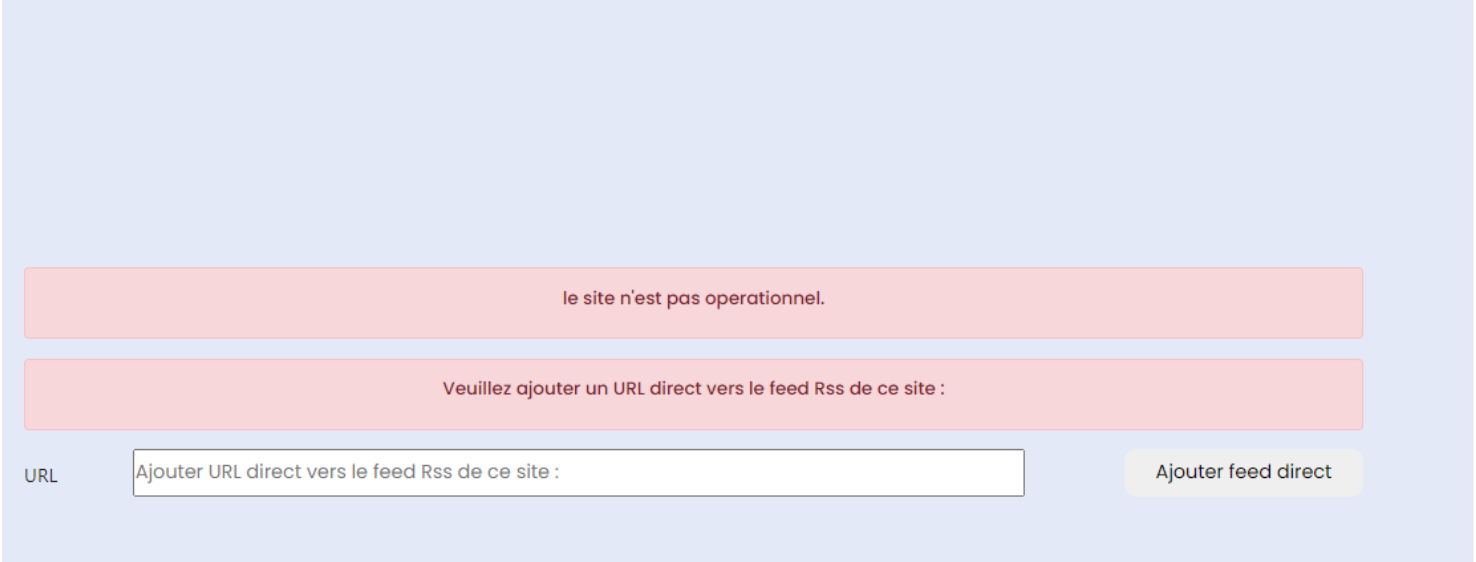 le site n'est pas operationnel.
Veuillez ajouter un URL direct vers le feed Rss de ce site :
URL
Ajouter URL direct vers le feed Rss de ce site :
Ajouter feed direct